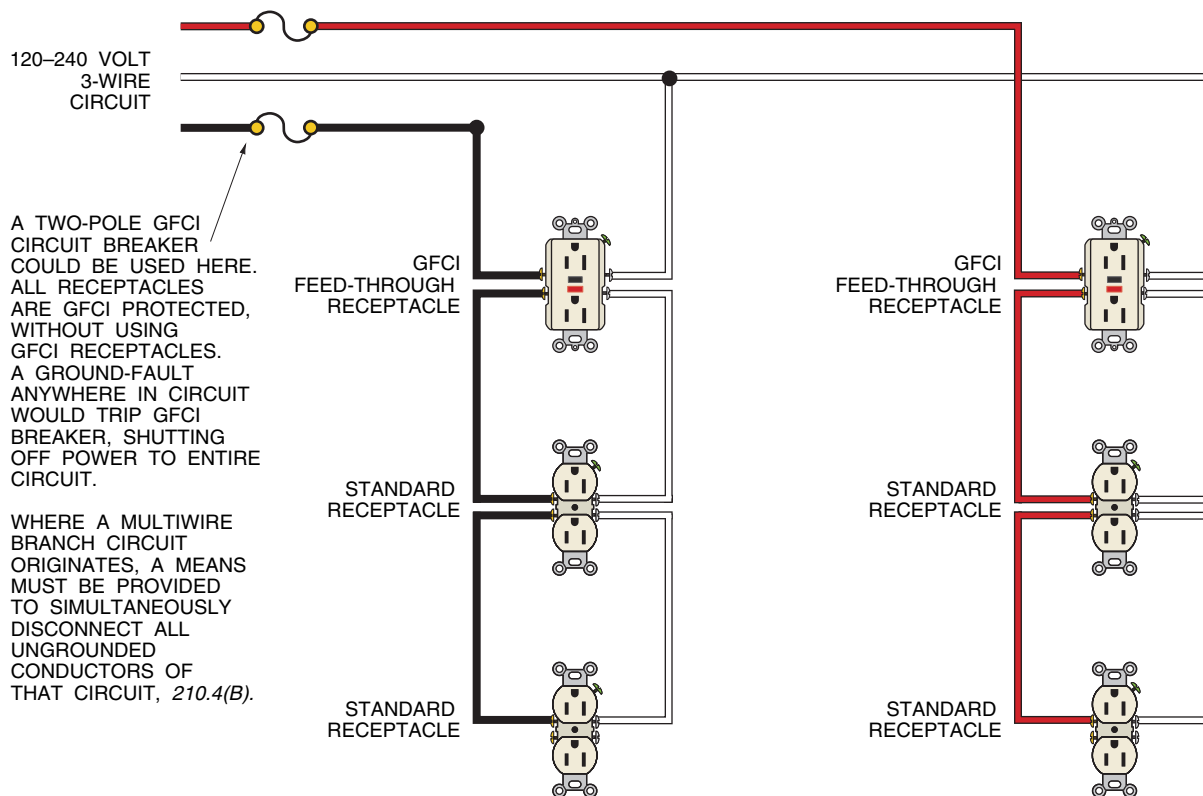 120–240 VOLT
3-WIRE
CIRCUIT
A TWO-POLE GFCI
CIRCUIT BREAKER
COULD BE USED HERE.
ALL RECEPTACLES
ARE GFCI PROTECTED,
WITHOUT USING
GFCI RECEPTACLES.
A GROUND-FAULT
ANYWHERE IN CIRCUIT
WOULD TRIP GFCI
BREAKER, SHUTTING
OFF POWER TO ENTIRE
CIRCUIT.
WHERE A MULTIWIRE
BRANCH CIRCUIT
ORIGINATES, A MEANS
MUST BE PROVIDED
TO SIMULTANEOUSLY
DISCONNECT ALL
UNGROUNDED
CONDUCTORS OF
THAT CIRCUIT, 210.4(B).
GFCI
FEED-THROUGH
RECEPTACLE
STANDARD
RECEPTACLE
STANDARD
RECEPTACLE
GFCI
FEED-THROUGH
RECEPTACLE
STANDARD
RECEPTACLE
STANDARD
RECEPTACLE